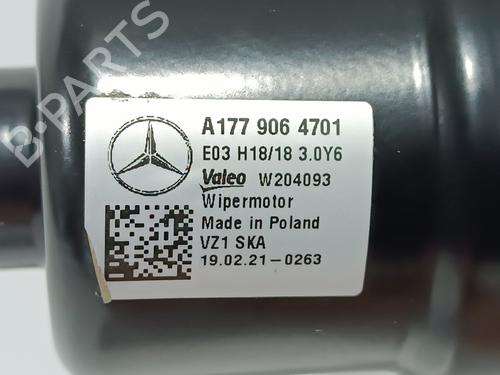 B-PARTS
A177 906 4701
E03 H18/18 3.0Y6
Valeo W204093
Wipermotor
Made in Poland
VZ1 SKA
19.02.21-0263